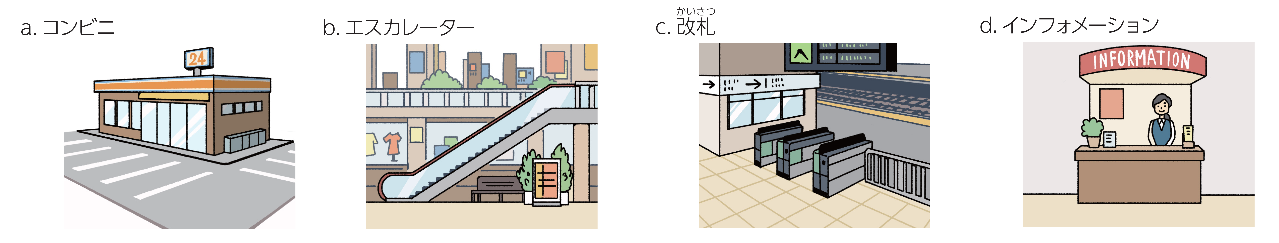 a. コンビニ
b. エスカレーター
かいさつ
c. 改札
d. インフォメーション
24
INFORMATION